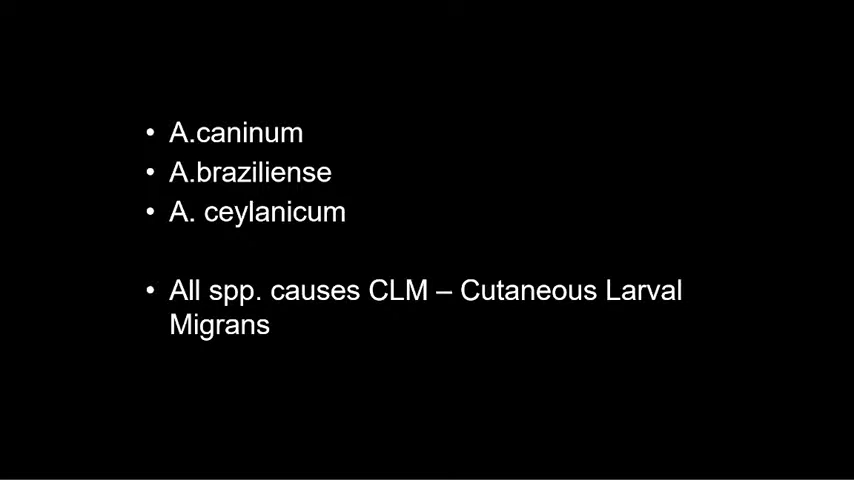 • A.caninum
• A.braziliense
• A. ceylanicum
• All spp. causes CLM – Cutaneous Larval
Migrans